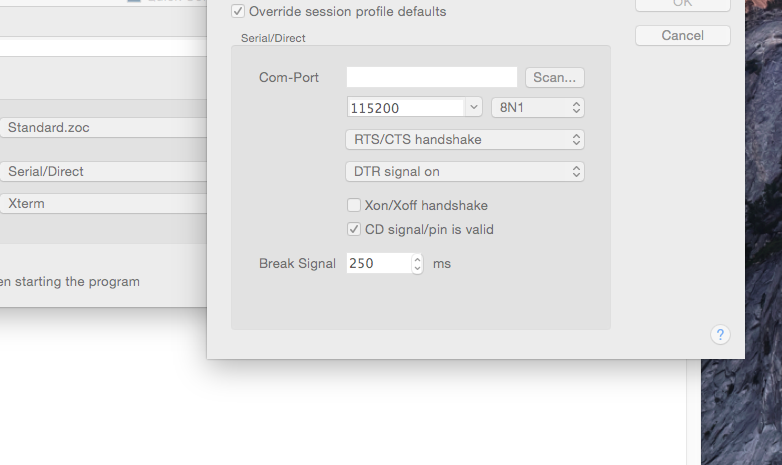 Override session profile defaults
OK
Cancel
Serial/Direct
Com-Port
Scan...
115200
8N1
RTS/CTS handshake
DTR signal on
Xon/Xoff handshake
CD signal/pin is valid
Break Signal
250
ms
?
Standard.zoc
Serial/Direct
Xterm
en starting the program